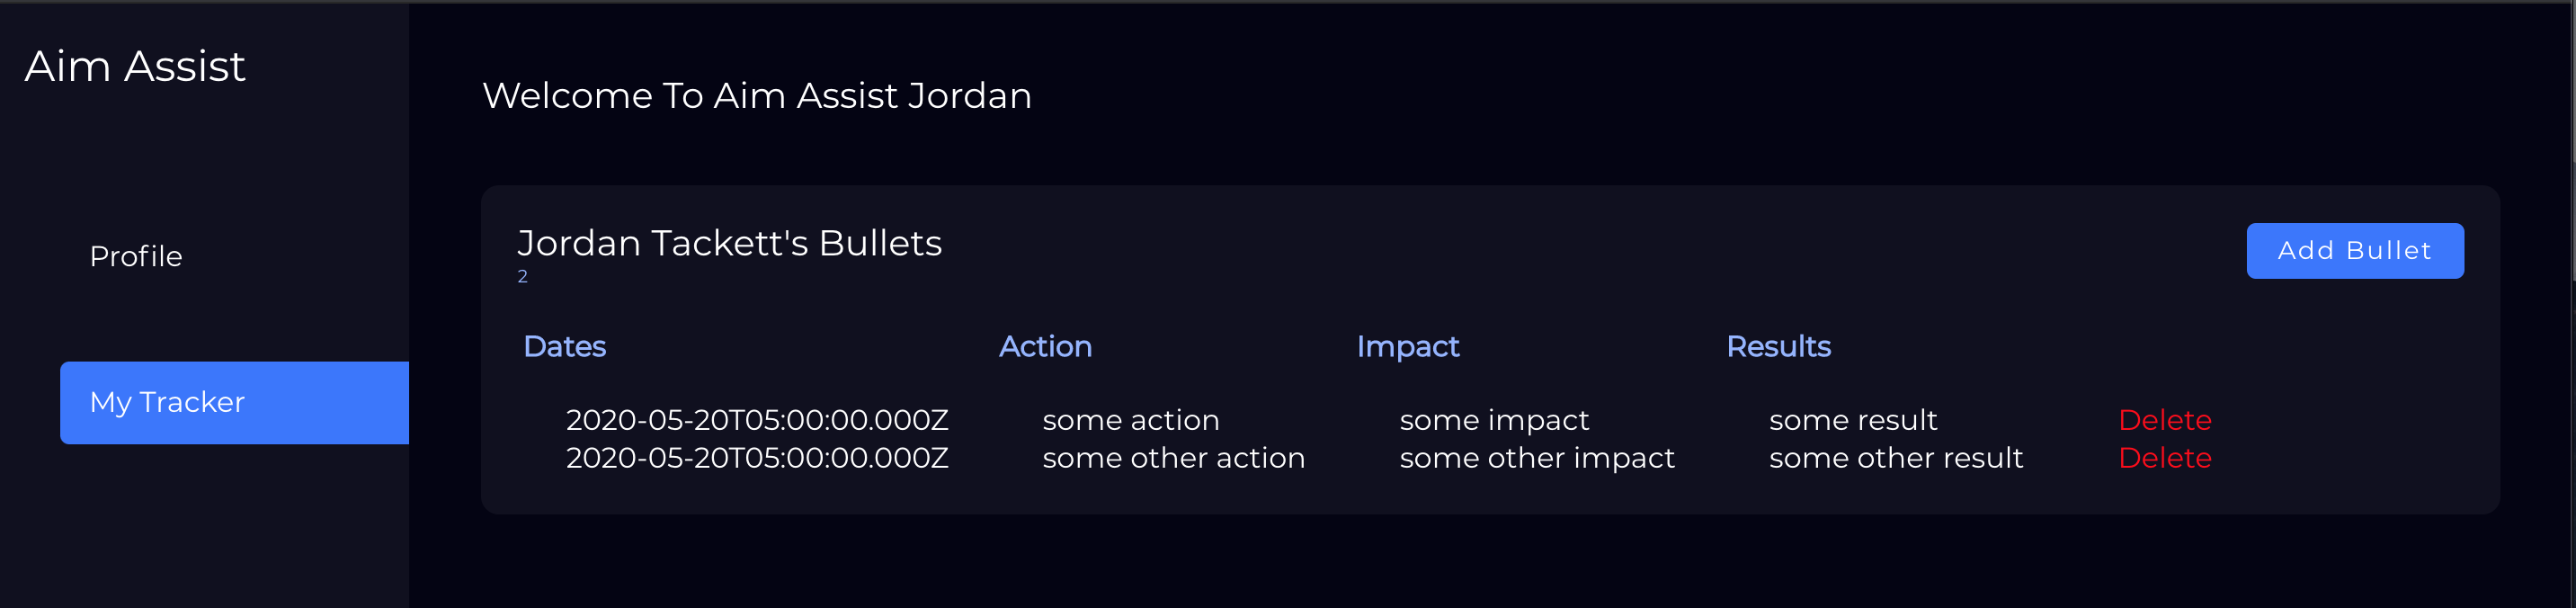 Aim Assist
Profile
My Tracker
Welcome To Aim Assist Jordan
Jordan Tackett's Bullets
2
Add Bullet
Dates Action Impact Results
2020-05-20T05:00:00.000Z some action some impact some result Delete
2020-05-20T05:00:00.000Z some other action some other impact some other result Delete